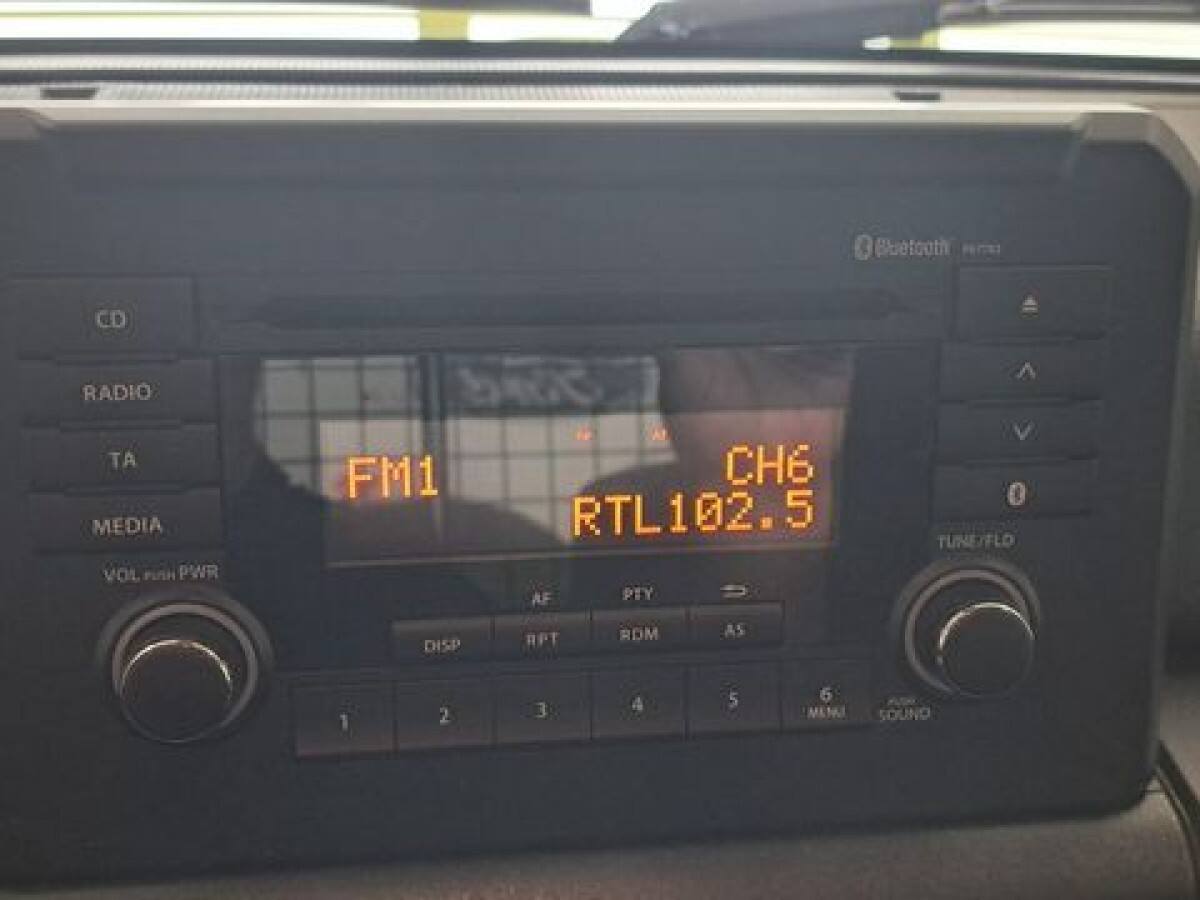 Bluetooth
CD
RADIO
TA
MEDIA
VOL PUSH PWR
FM1
CH6
RTL102.5
AF
PTY
DISP
RPT
RDM
AS
1
2
3
4
5
6
MENU
TUNE/FLD
PUSH
SOUND